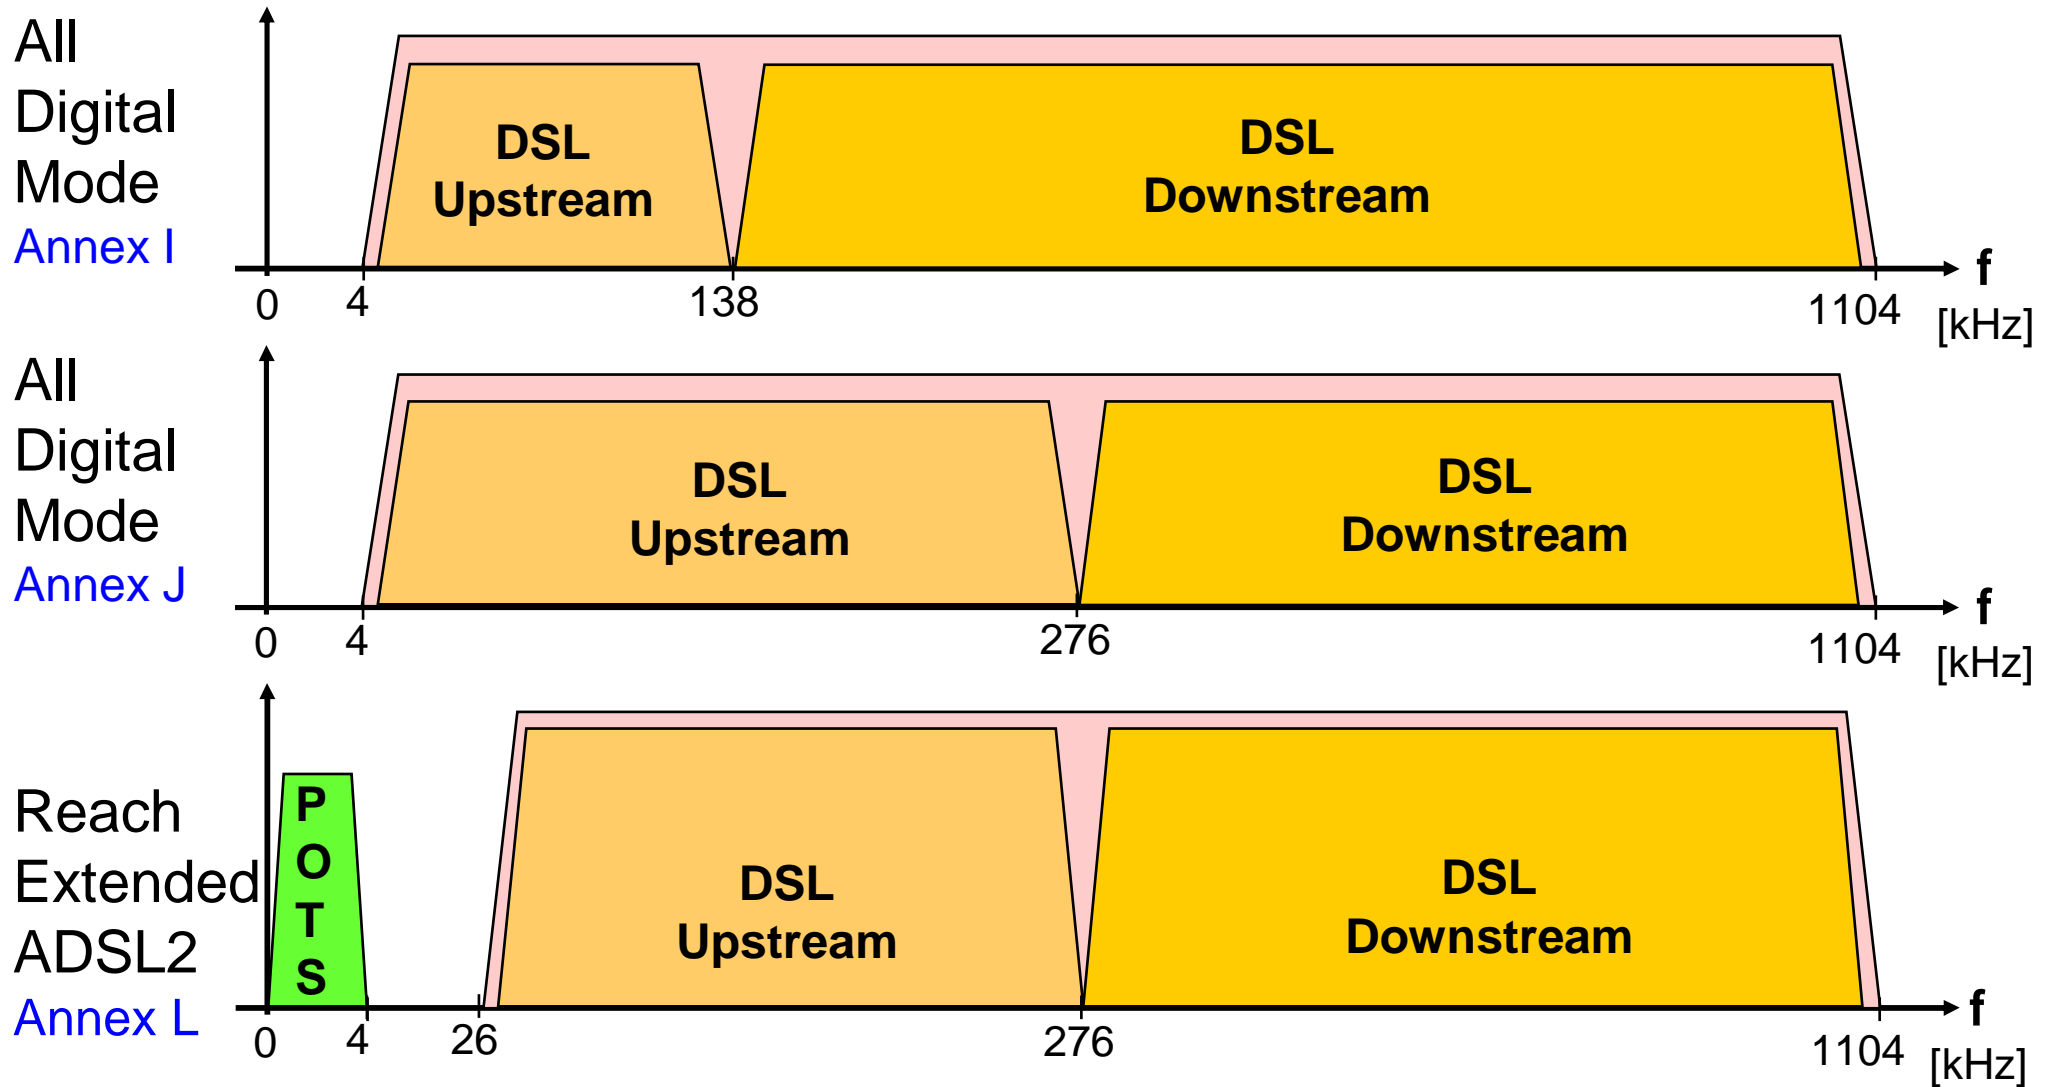 All
Digital
Mode
Annex I
DSL
Upstream
DSL
Downstream
0
4
138
1104
f
[kHz]
All
Digital
Mode
Annex J
DSL
Upstream
DSL
Downstream
0
4
276
1104
f
[kHz]
Reach
Extended
ADSL2
Annex L
P
O
T
S
DSL
Upstream
DSL
Downstream
0
4
26
276
1104
f
[kHz]